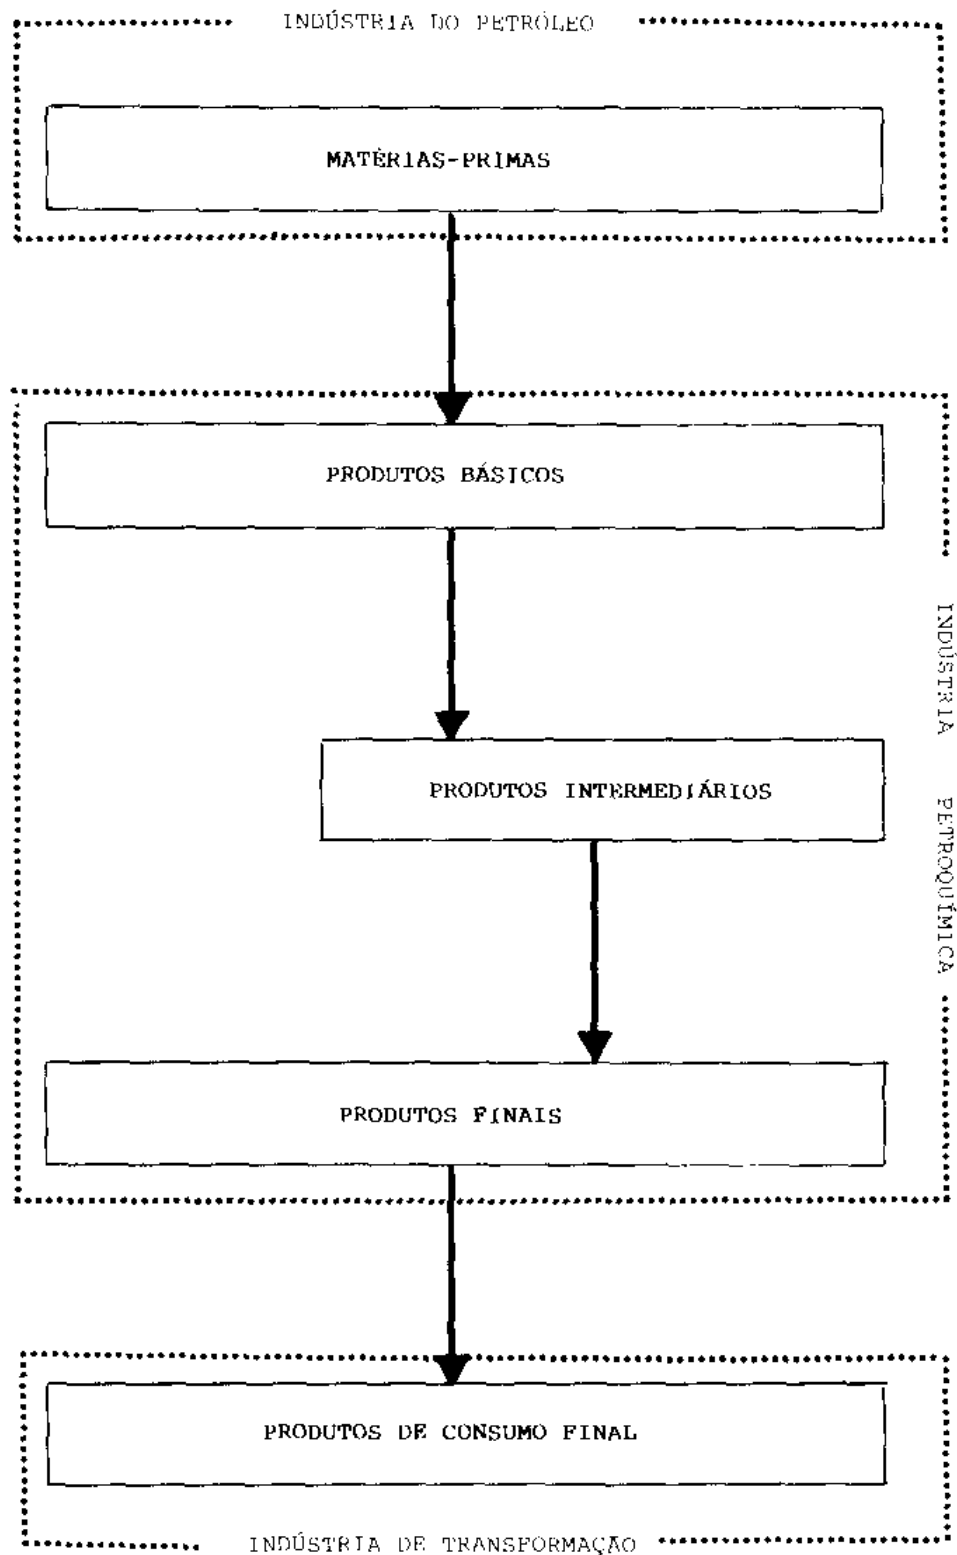 INDÚSTRIA DO PETRÓLEO
MATÉRIAS-PRIMAS
PRODUTOS BÁSICOS
INDÚSTRIA PETROQUÍMICA
PRODUTOS INTERMEDIÁRIOS
PRODUTOS FINAIS
PRODUTOS DE CONSUMO FINAL
INDÚSTRIA DE TRANSFORMAÇÃO